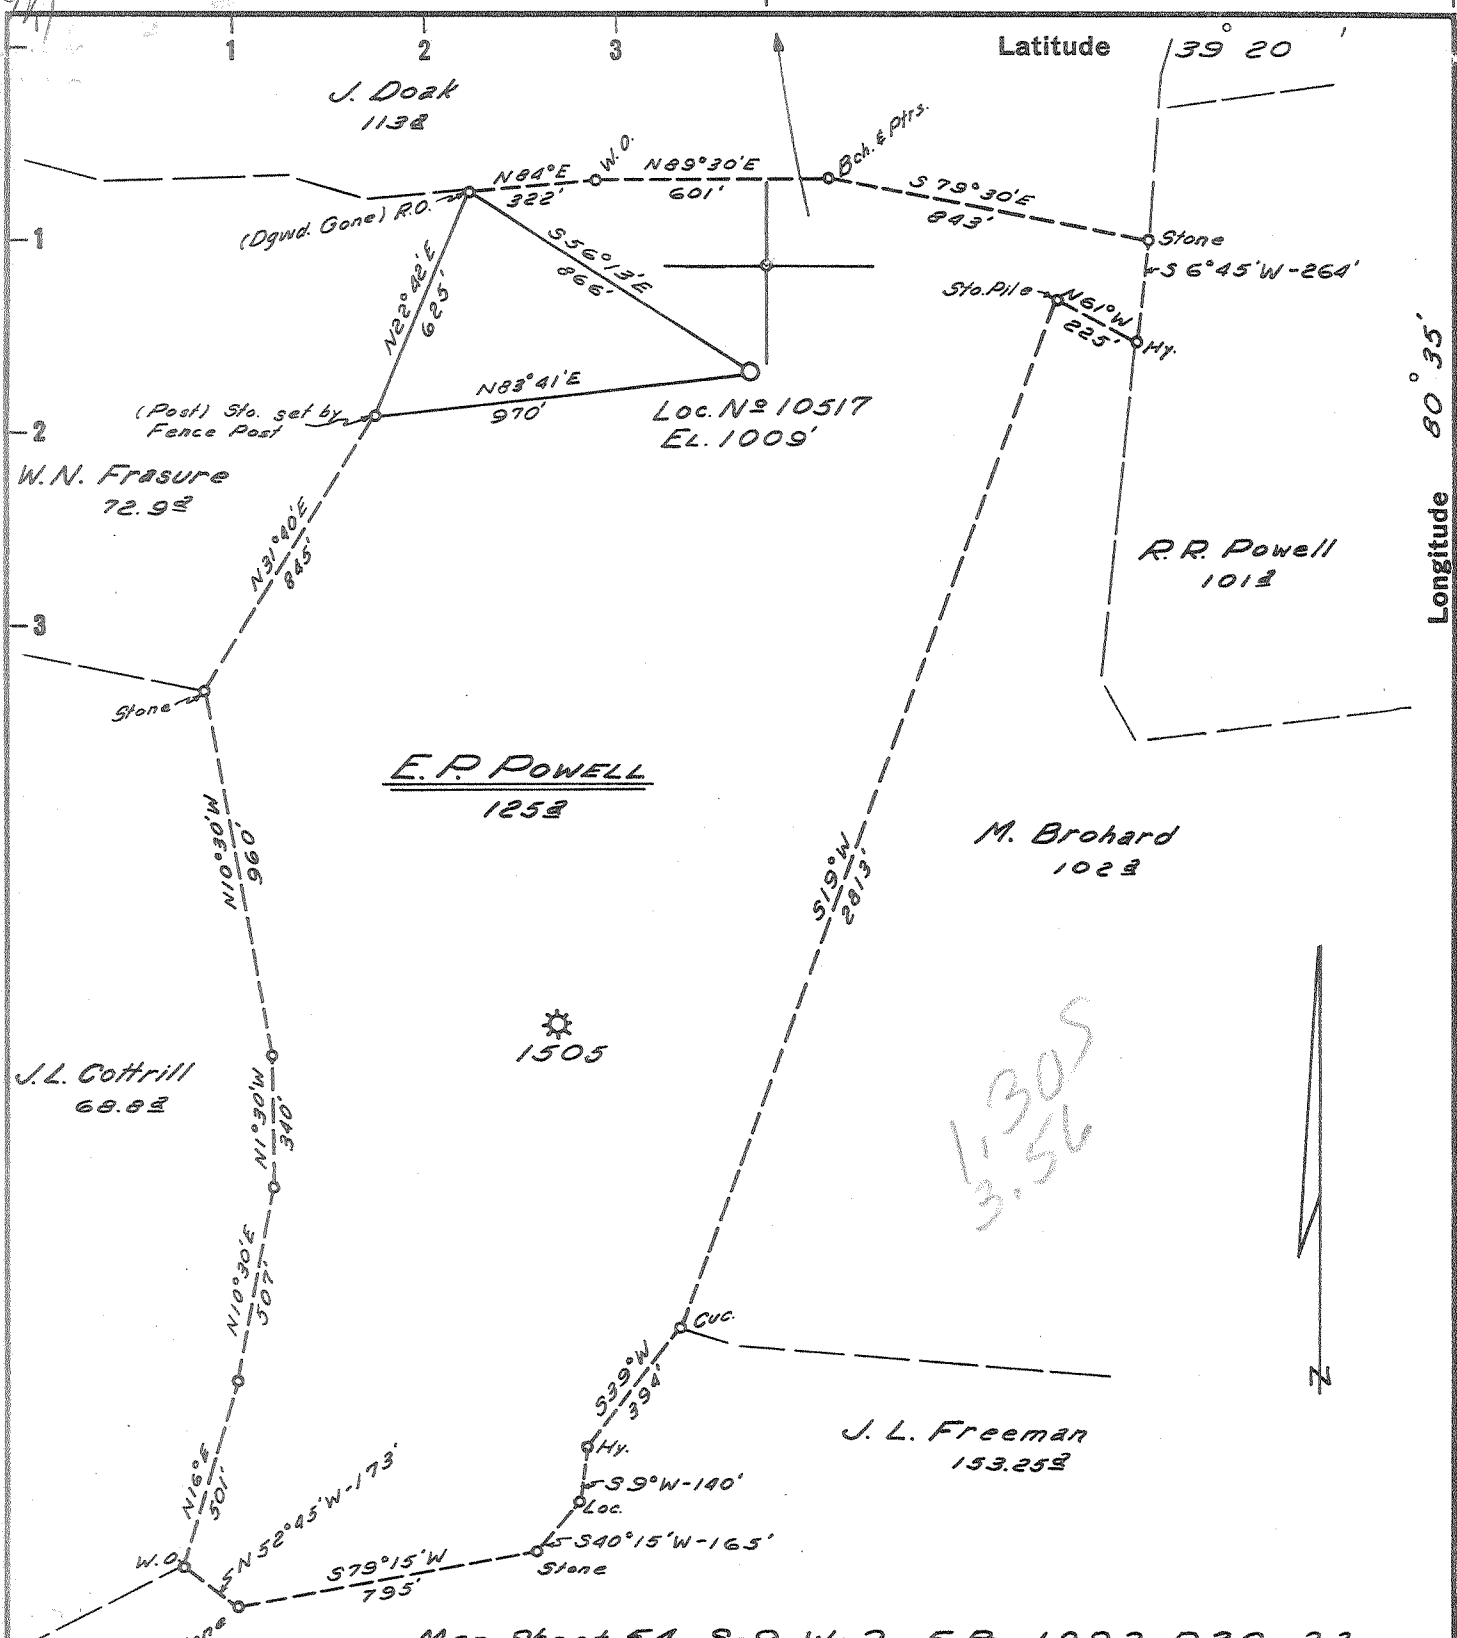 1 2 3 Latitude 39° 20'
J. Doak
113a
N84°E
322'
W.O.
N89°30'E
601'
Bch. & Ptrs.
S79°30'E
843'
Stone
S6°45'W-264'
(Dgwd. Gone) R.O.
1
N22°42'E
625'
S56°13'E
866'
Sto. Pile
N61°W
225'
Hy.
80° 35'
Longitude
N83°41'E
970'
(Post) Sto. set by
Fence Post
Loc. No 10517
EL. 1009'
2
W.N. Frasure
72.9a
N31°40'E
845'
R.R. Powell
101a
3
Stone
E. P. POWELL
125a
N10°30'W
960'
S19°W
2813'
M. Brohard
102a
1505
J.L. Cottrill
68.8a
N1°30'W
340'
1.305
3.56
N10°30'E
507'
Cuc.
S39°W
394'
N
J. L. Freeman
153.25a
Hy.
S9°W-140'
Loc.
N16°E
501'
N52°45'W-173'
W.O.
S40°15'W-165'
Stone
S79°15'W
795'